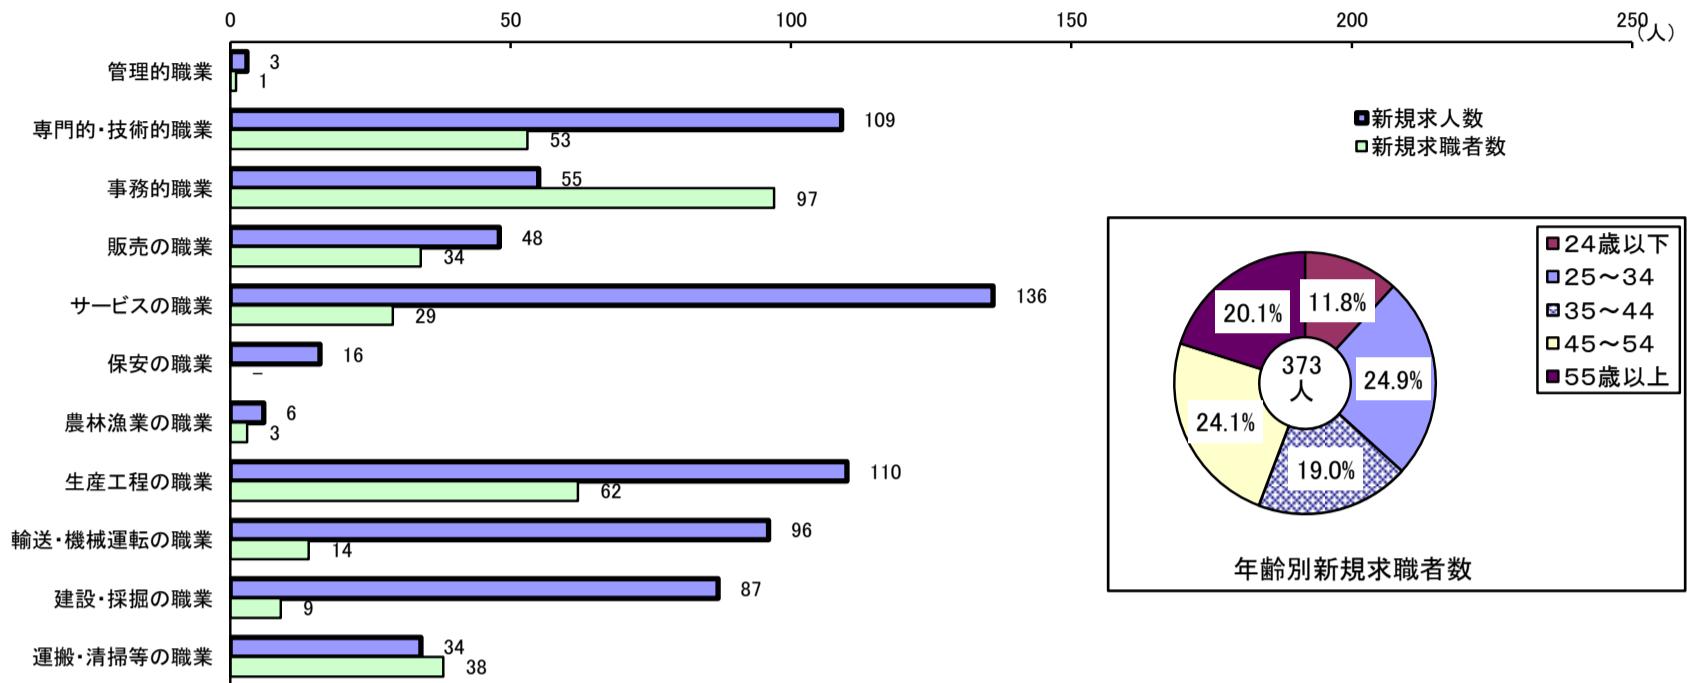 0 50 100 150 200 250
(人)
管理的職業 3
1
専門的・技術的職業 109
53
事務的職業 55
97
販売の職業 48
34
サービスの職業 136
29
保安の職業 16
–
農林漁業の職業 6
3
生産工程の職業 110
62
輸送・機械運転の職業 96
14
建設・採掘の職業 87
9
運搬・清掃等の職業 34
38
新規求人数
新規求職者数
24歳以下
25～34
35～44
45～54
55歳以上
11.8%
24.9%
19.0%
24.1%
20.1%
373
人
年齢別新規求職者数